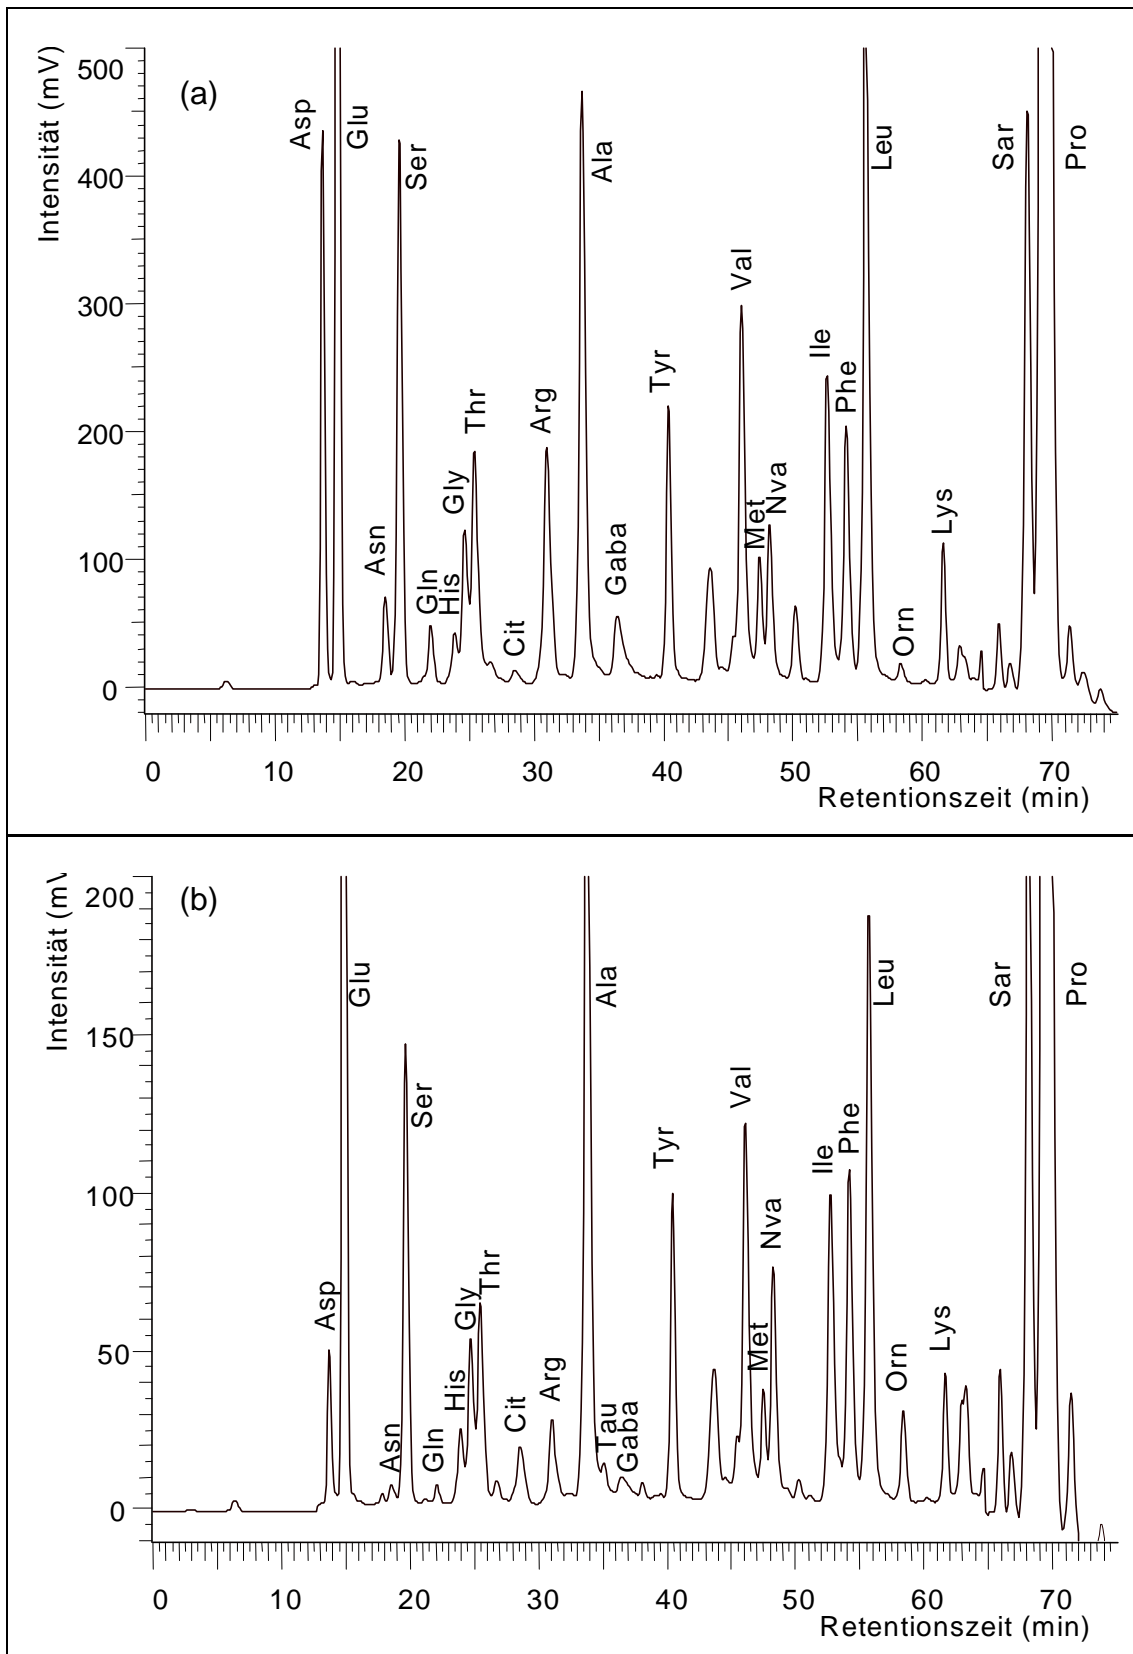 (a)
Intensität (mV)
500
400
300
200
100
0
Asp
Glu
Asn
Ser
Gln
His
Gly
Thr
Cit
Arg
Ala
Gaba
Tyr
Val
Met
Nva
Ile
Phe
Leu
Orn
Lys
Sar
Pro
0 10 20 30 40 50 60 70
Retentionszeit (min)
(b)
Intensität (mV
200
150
100
50
0
Asp
Glu
Asn
Ser
Gln
His
Gly
Thr
Cit
Arg
Ala
Tau
Gaba
Tyr
Val
Met
Nva
Ile
Phe
Leu
Orn
Lys
Sar
Pro
0 10 20 30 40 50 60 70
Retentionszeit (min)